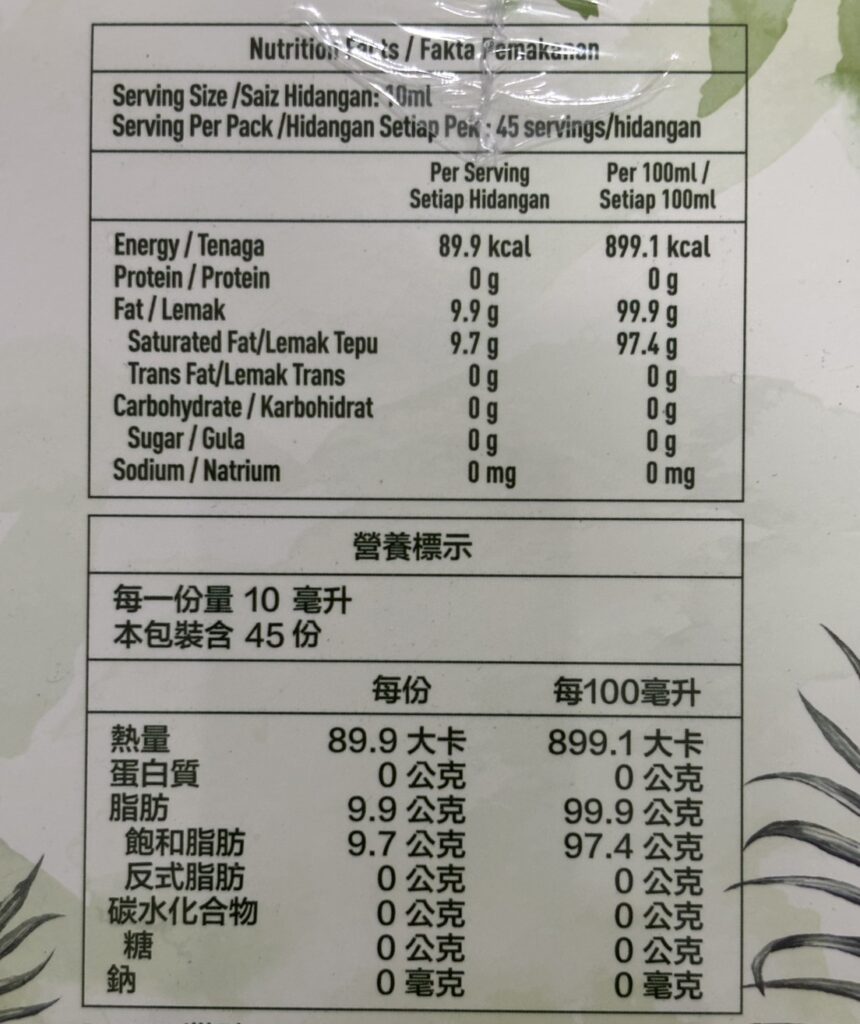 Nutrition Facts / Fakta Pemakanan
Serving Size /Saiz Hidangan: 10ml
Serving Per Pack /Hidangan Setiap Pek : 45 servings/hidangan
Per Serving Per 100ml /
Setiap Hidangan Setiap 100ml
Energy / Tenaga 89.9 kcal 899.1 kcal
Protein / Protein 0 g 0 g
Fat / Lemak 9.9 g 99.9 g
Saturated Fat/Lemak Tepu 9.7 g 97.4 g
Trans Fat/Lemak Trans 0 g 0 g
Carbohydrate / Karbohidrat 0 g 0 g
Sugar / Gula 0 g 0 g
Sodium / Natrium 0 mg 0 mg
營養標示
每一份量 10 毫升
本包裝含 45 份
每份 每100毫升
熱量 89.9 大卡 899.1 大卡
蛋白質 0 公克 0 公克
脂肪 9.9 公克 99.9 公克
飽和脂肪 9.7 公克 97.4 公克
反式脂肪 0 公克 0 公克
碳水化合物 0 公克 0 公克
糖 0 公克 0 公克
鈉 0 毫克 0 毫克